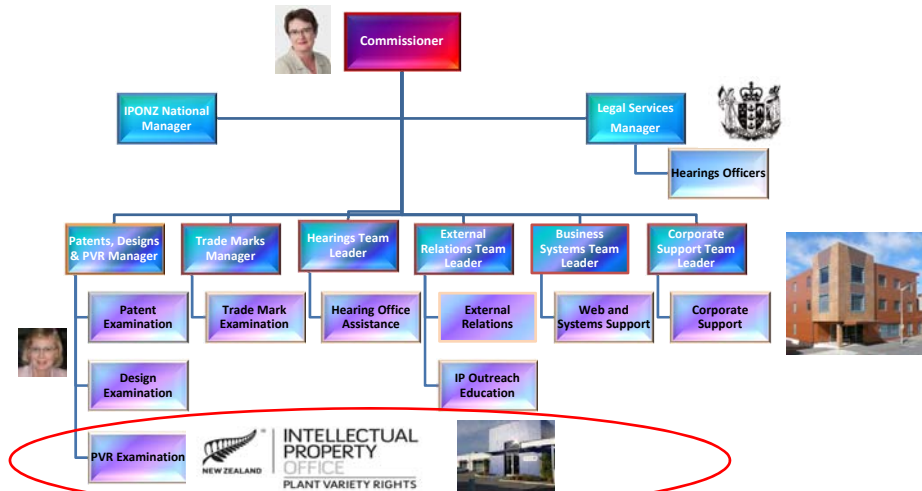 Commissioner
IPONZ National
Manager
Legal Services
Manager
Hearings Officers
Patents, Designs
& PVR Manager
Trade Marks
Manager
Hearings Team
Leader
External
Relations Team
Leader
Business
Systems Team
Leader
Corporate
Support Team
Leader
Patent
Examination
Trade Mark
Examination
Hearing Office
Assistance
External
Relations
Web and
Systems Support
Corporate
Support
Design
Examination
IP Outreach
Education
PVR Examination
NEW ZEALAND
INTELLECTUAL
PROPERTY
OFFICE
PLANT VARIETY RIGHTS